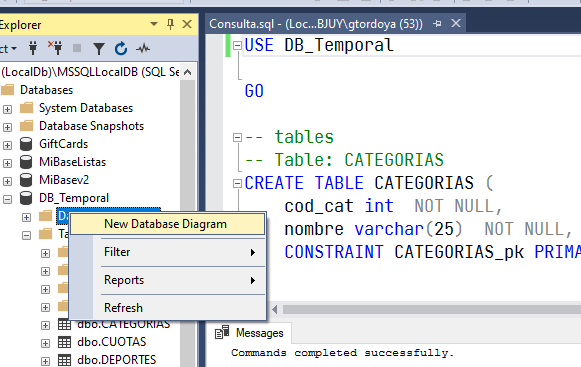 Explorer
ct
(LocalDb)\MSSQLLocalDB (SQL Se
Databases
System Databases
Database Snapshots
GiftCards
MiBaseListas
MiBasev2
DB_Temporal
D
Ta
dbo.CATEGORIAS
dbo.CUOTAS
dbo.DEPORTES
New Database Diagram
Filter
Reports
Refresh
Consulta.sql - (Loc...BJUY\gtordoya (53))
USE DB_Temporal
GO
-- tables
-- Table: CATEGORIAS
CREATE TABLE CATEGORIAS (
cod_cat int  NOT NULL,
nombre varchar(25)  NOT NULL,
CONSTRAINT CATEGORIAS_pk PRIMA
Messages
Commands completed successfully.